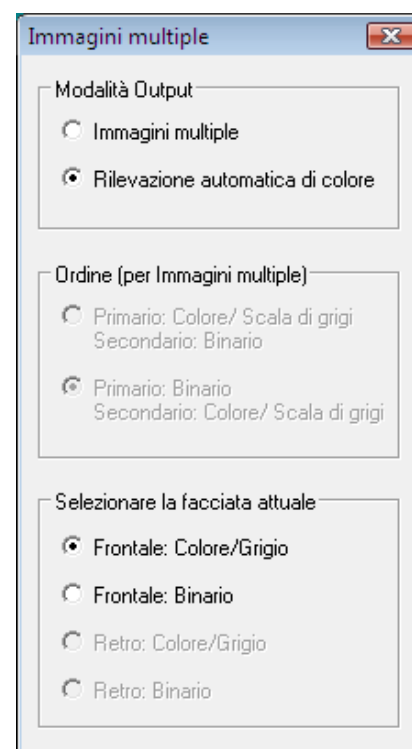 Immagini multiple
Modalità Output
Immagini multiple
Rilevazione automatica di colore
Ordine (per Immagini multiple)
Primario: Colore/ Scala di grigi
Secondario: Binario
Primario: Binario
Secondario: Colore/ Scala di grigi
Selezionare la facciata attuale
Frontale: Colore/Grigio
Frontale: Binario
Retro: Colore/Grigio
Retro: Binario